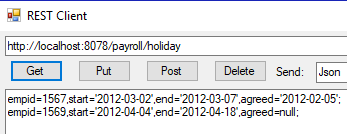 REST Client
http://localhost:8078/payroll/holiday
Get Put Post Delete Send: Json
empid=1567,start='2012-03-02',end='2012-03-07',agreed='2012-02-05';
empid=1569,start='2012-04-04',end='2012-04-18',agreed=null;